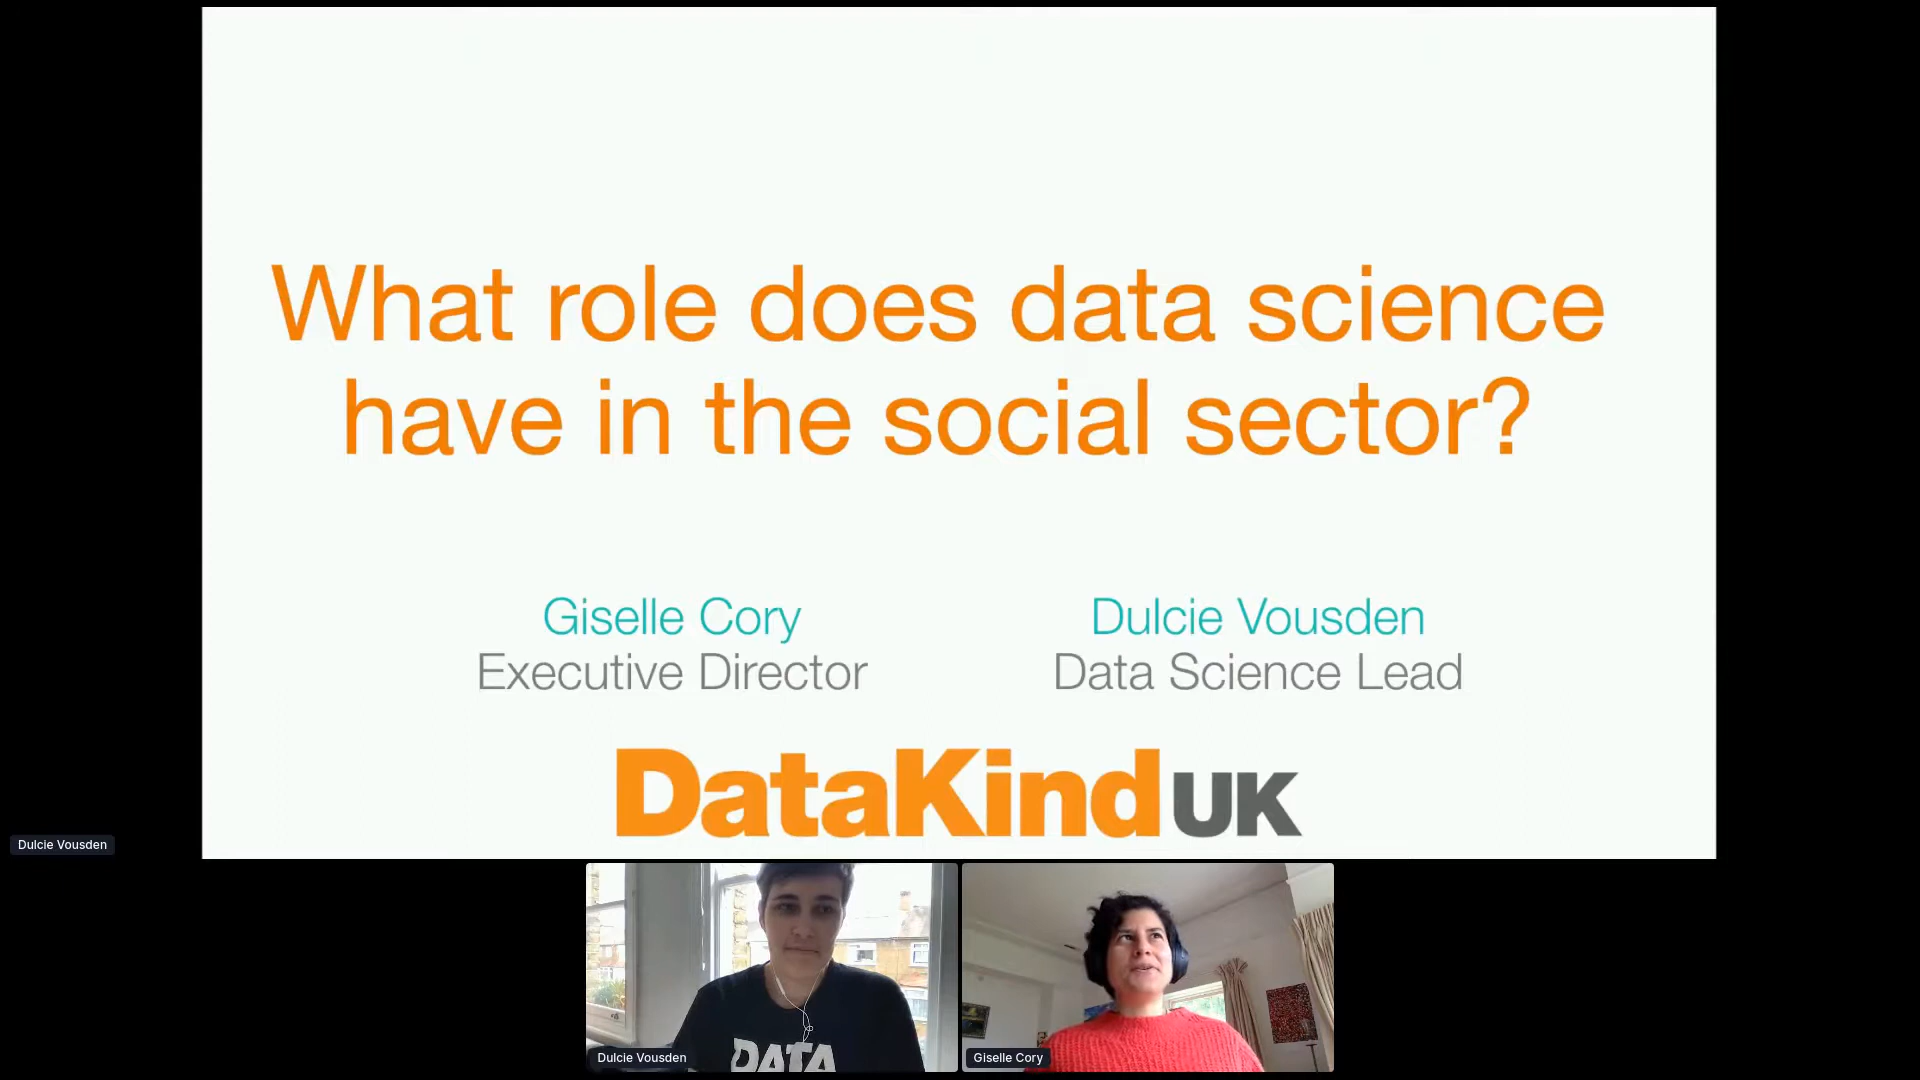 What role does data science
have in the social sector?
Giselle Cory
Executive Director
Dulcie Vousden
Data Science Lead
DataKind UK
Dulcie Vousden
Dulcie Vousden
DATA
Giselle Cory